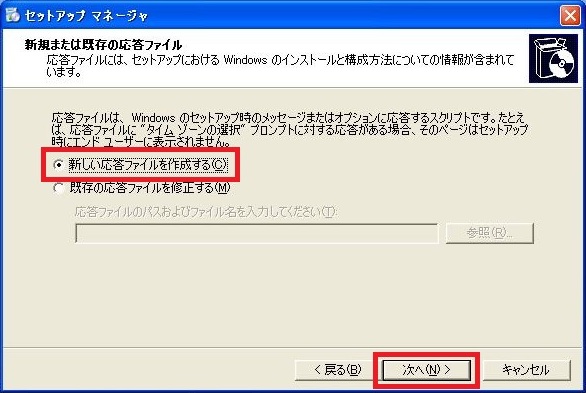 セットアップ マネージャ
新規または既存の応答ファイル
応答ファイルには、セットアップにおける Windows のインストールと構成方法についての情報が含まれて
います。
応答ファイルは、Windows のセットアップ時のメッセージまたはオプションに応答するスクリプトです。たとえ
ば、応答ファイルに "タイム ゾーンの選択" プロンプトに対する応答がある場合、そのページはセットアップ
時にエンド ユーザーに表示されません。
新しい応答ファイルを作成する(C)
既存の応答ファイルを修正する(M)
応答ファイルのパスおよびファイル名を入力してください(T):
参照(R)...
< 戻る(B)
次へ(N) >
キャンセル